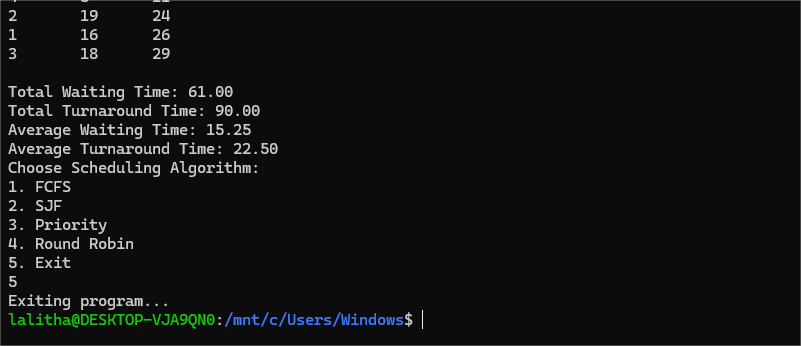 2       19      24
1       16      26
3       18      29

Total Waiting Time: 61.00
Total Turnaround Time: 90.00
Average Waiting Time: 15.25
Average Turnaround Time: 22.50
Choose Scheduling Algorithm:
1. FCFS
2. SJF
3. Priority
4. Round Robin
5. Exit
5
Exiting program...
lalitha@DESKTOP-VJA9QN0:/mnt/c/Users/Windows$